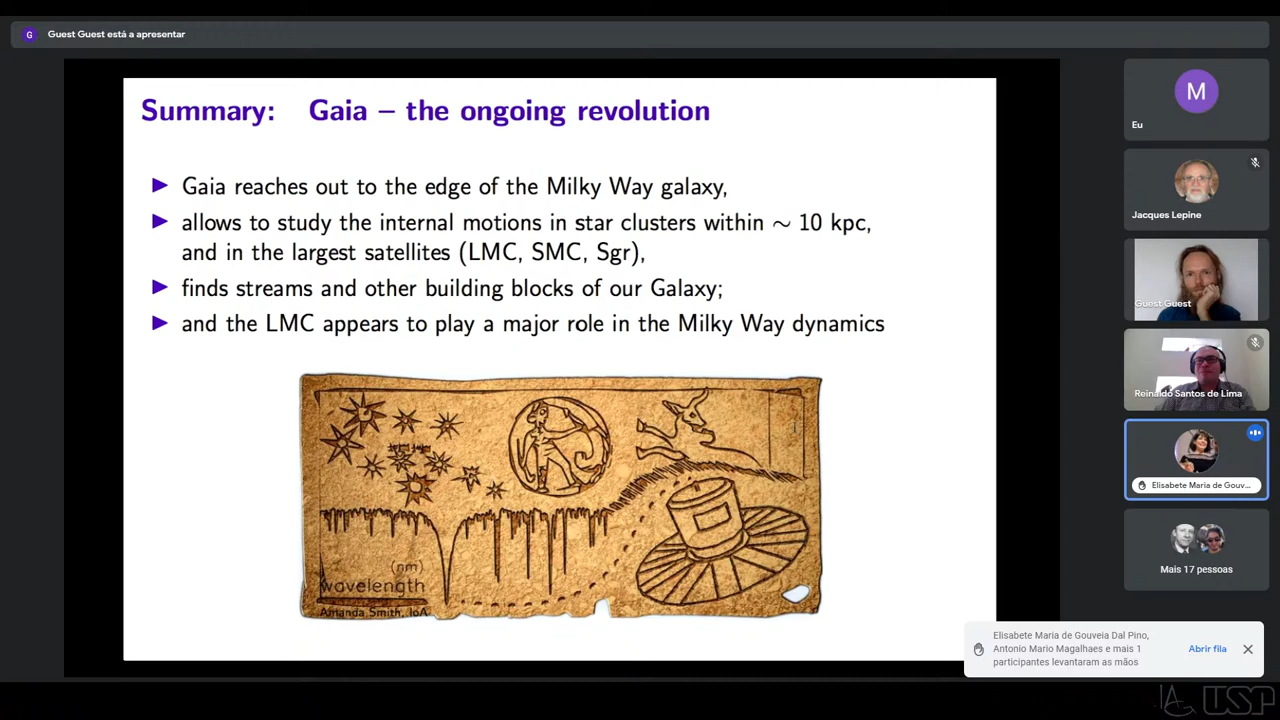 G Guest Guest está a apresentar
Summary: Gaia – the ongoing revolution
▶ Gaia reaches out to the edge of the Milky Way galaxy,
▶ allows to study the internal motions in star clusters within ∼ 10 kpc,
and in the largest satellites (LMC, SMC, Sgr),
▶ finds streams and other building blocks of our Galaxy;
▶ and the LMC appears to play a major role in the Milky Way dynamics
(nm)
wavelength
Amanda Smith, IoA
M
Eu
Jacques Lepine
Guest Guest
Reinaldo Santos de Lima
Elisabete Maria de Gouv...
Mais 17 pessoas
Elisabete Maria de Gouveia Dal Pino,
Antonio Mario Magalhaes e mais 1
participantes levantaram as mãos
Abrir fila
USP